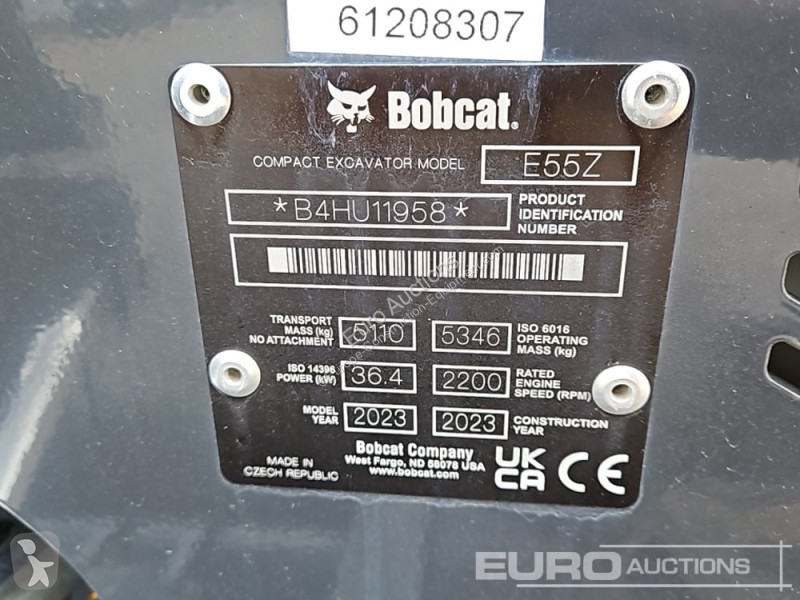 61208307
Bobcat®
COMPACT EXCAVATOR MODEL E55Z
*B4HU11958* PRODUCT IDENTIFICATION NUMBER
TRANSPORT MASS (kg) NO ATTACHMENT 5110 5346 ISO 6016 OPERATING MASS (kg)
ISO 14396 POWER (kW) 36.4 2200 RATED ENGINE SPEED (RPM)
MODEL YEAR 2023 2023 CONSTRUCTION YEAR
Bobcat Company
West Fargo, ND 58078 USA
www.bobcat.com
MADE IN CZECH REPUBLIC
UK CA CE
Euro Auctions
EURO AUCTIONS